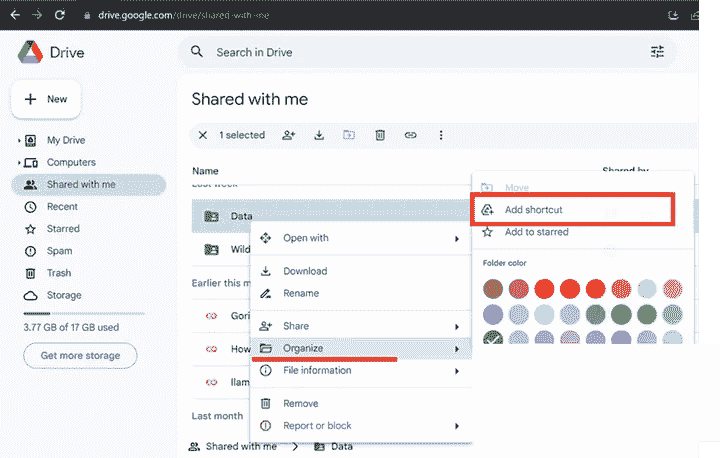 drive.google.com/drive/shared-with-me
Drive
Search in Drive
New
Shared with me
1 selected
My Drive
Computers
Shared with me
Recent
Starred
Spam
Trash
Storage
3.77 GB of 17 GB used
Get more storage
Name
Shared by
Last week
Data
Wild
Earlier this m
Gori
How
llam
Last month
Open with
Download
Rename
Share
Organize
File information
Remove
Report or block
Move
Add shortcut
Add to starred
Folder color
Shared with me
Data